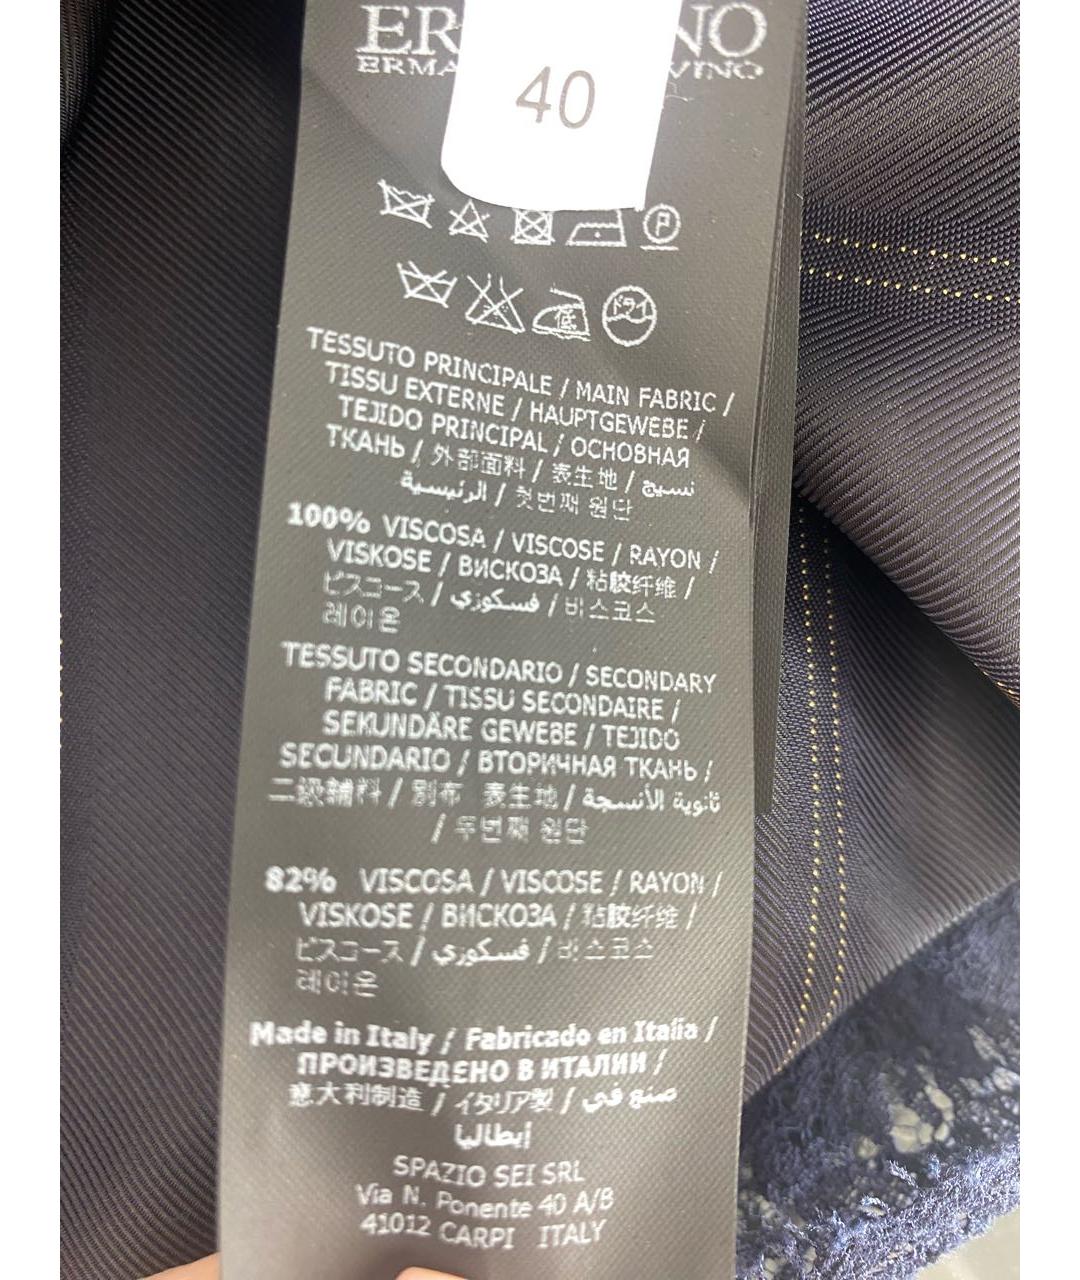 40
P
低
ドライ
TESSUTO PRINCIPALE / MAIN FABRIC /
TISSU EXTERNE / HAUPTGEWEBE /
TEJIDO PRINCIPAL / ОСНОВНАЯ
ТКАНЬ / 外部面料 / 表生地 / نسيج
الرئيسية / 첫번째 원단
100% VISCOSA / VISCOSE / RAYON /
VISKOSE / ВИСКОЗА / 粘胶纤维 /
ビスコース / فسكوزي / 비스코스
레이온
TESSUTO SECONDARIO / SECONDARY
FABRIC / TISSU SECONDAIRE /
SEKUNDÄRE GEWEBE / TEJIDO
SECUNDARIO / ВТОРИЧНАЯ ТКАНЬ /
二級輔料 / 別布 表生地 / ثانوية الأنسجة
/ 두번째 원단
82% VISCOSA / VISCOSE / RAYON /
VISKOSE / ВИСКОЗА / 粘胶纤维 /
ビスコース / فسكوزي / 비스코스
레이온
Made in Italy / Fabricado en Italia /
ПРОИЗВЕДЕНО В ИТАЛИИ /
意大利制造 / イタリア製 / صنع في
إيطاليا
SPAZIO SEI SRL
Via N. Ponente 40 A/B
41012 CARPI ITALY